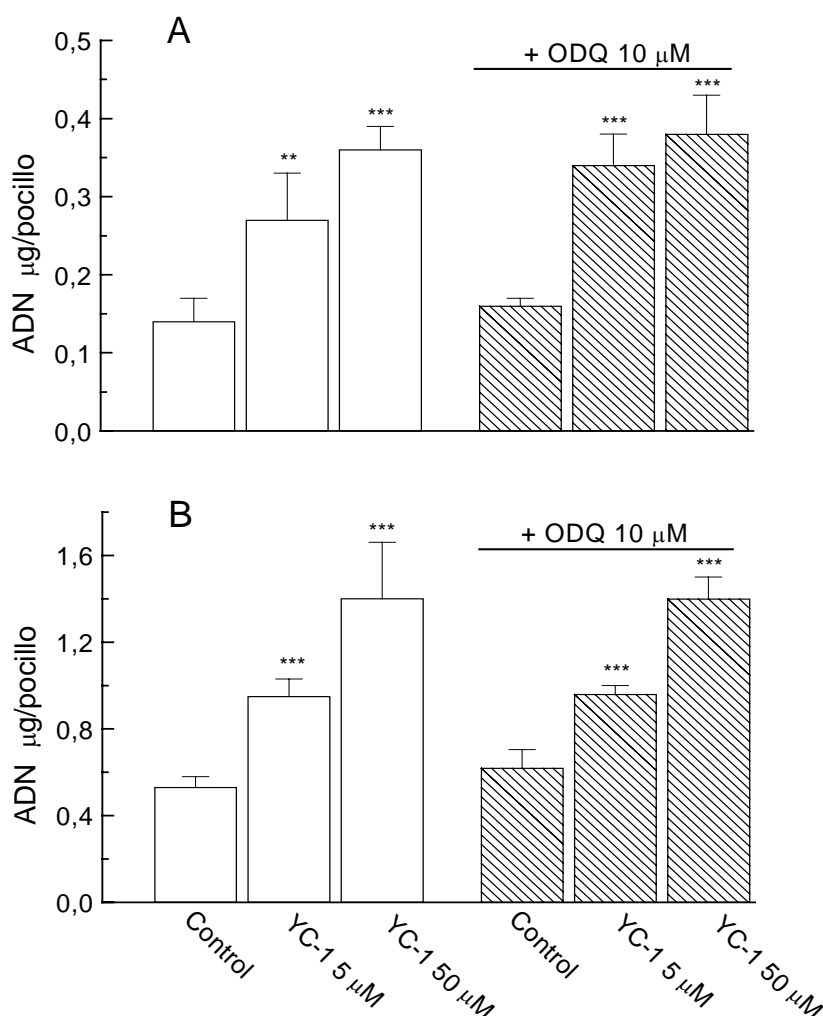 A
+ ODQ 10 μM
ADN μg/pocillo
0,5
0,4
0,3
0,2
0,1
0,0
**
***
***
***
B
+ ODQ 10 μM
ADN μg/pocillo
1,6
1,2
0,8
0,4
0,0
***
***
***
***
Control
YC-1 5 μM
YC-1 50 μM
Control
YC-1 5 μM
YC-1 50 μM